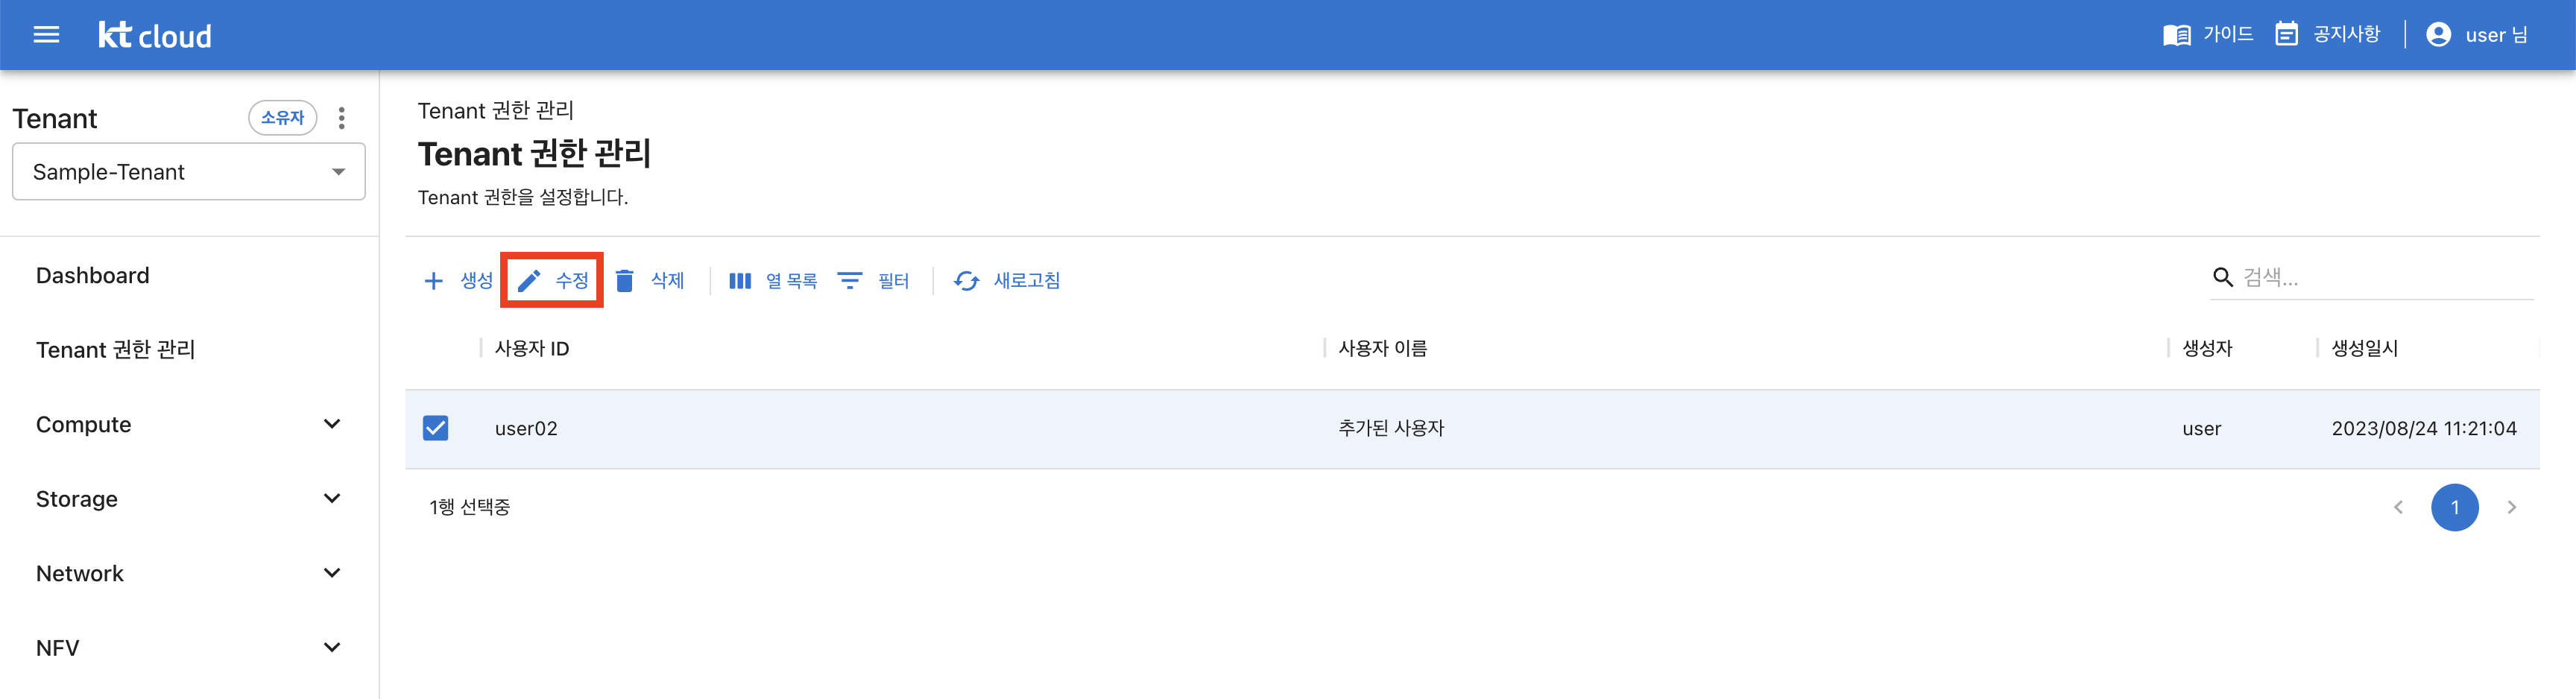 kt cloud
가이드
공지사항
user 님
Tenant
소유자
Sample-Tenant
Dashboard
Tenant 권한 관리
Compute
Storage
Network
NFV
Tenant 권한 관리
Tenant 권한 관리
Tenant 권한을 설정합니다.
생성 수정 삭제 열 목록 필터 새로고침
검색...
사용자 ID 사용자 이름 생성자 생성일시
user02 추가된 사용자 user 2023/08/24 11:21:04
1행 선택중
1